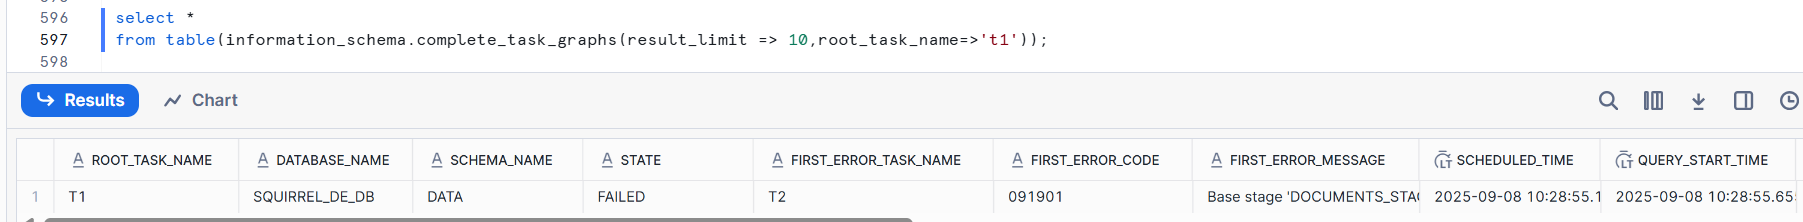 596 select *
597 from table(information_schema.complete_task_graphs(result_limit => 10,root_task_name=>'t1'));
598
Results Chart
ROOT_TASK_NAME DATABASE_NAME SCHEMA_NAME STATE FIRST_ERROR_TASK_NAME FIRST_ERROR_CODE FIRST_ERROR_MESSAGE SCHEDULED_TIME QUERY_START_TIME
1 T1 SQUIRREL_DE_DB DATA FAILED T2 091901 Base stage 'DOCUMENTS_STA 2025-09-08 10:28:55.1 2025-09-08 10:28:55.65